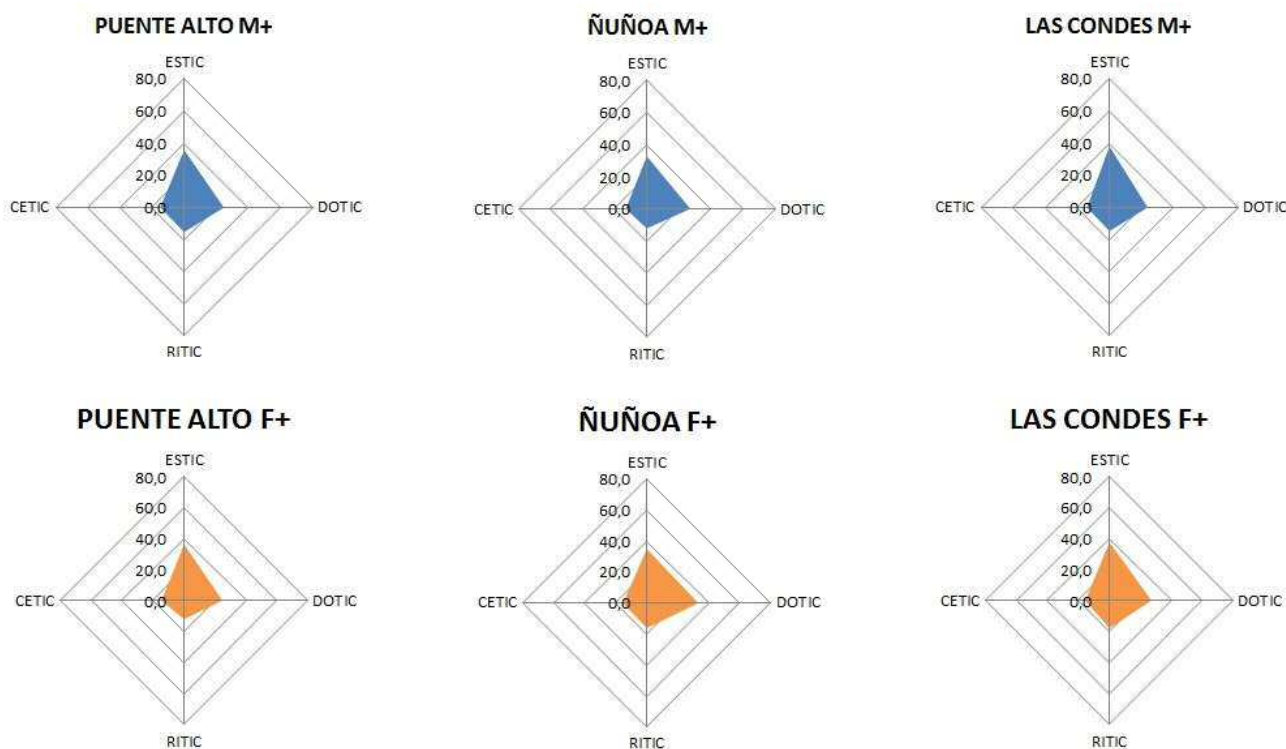 PUENTE ALTO M+
ESTIC
80,0
60,0
40,0
20,0
CETIC
0,0
DOTIC
RITIC
ÑUÑOA M+
ESTIC
80,0
60,0
40,0
20,0
CETIC
0,0
DOTIC
RITIC
LAS CONDES M+
ESTIC
80,0
60,0
40,0
20,0
CETIC
0,0
DOTIC
RITIC
PUENTE ALTO F+
ESTIC
80,0
60,0
40,0
20,0
CETIC
0,0
DOTIC
RITIC
ÑUÑOA F+
ESTIC
80,0
60,0
40,0
20,0
CETIC
0,0
DOTIC
RITIC
LAS CONDES F+
ESTIC
80,0
60,0
40,0
20,0
CETIC
0,0
DOTIC
RITIC